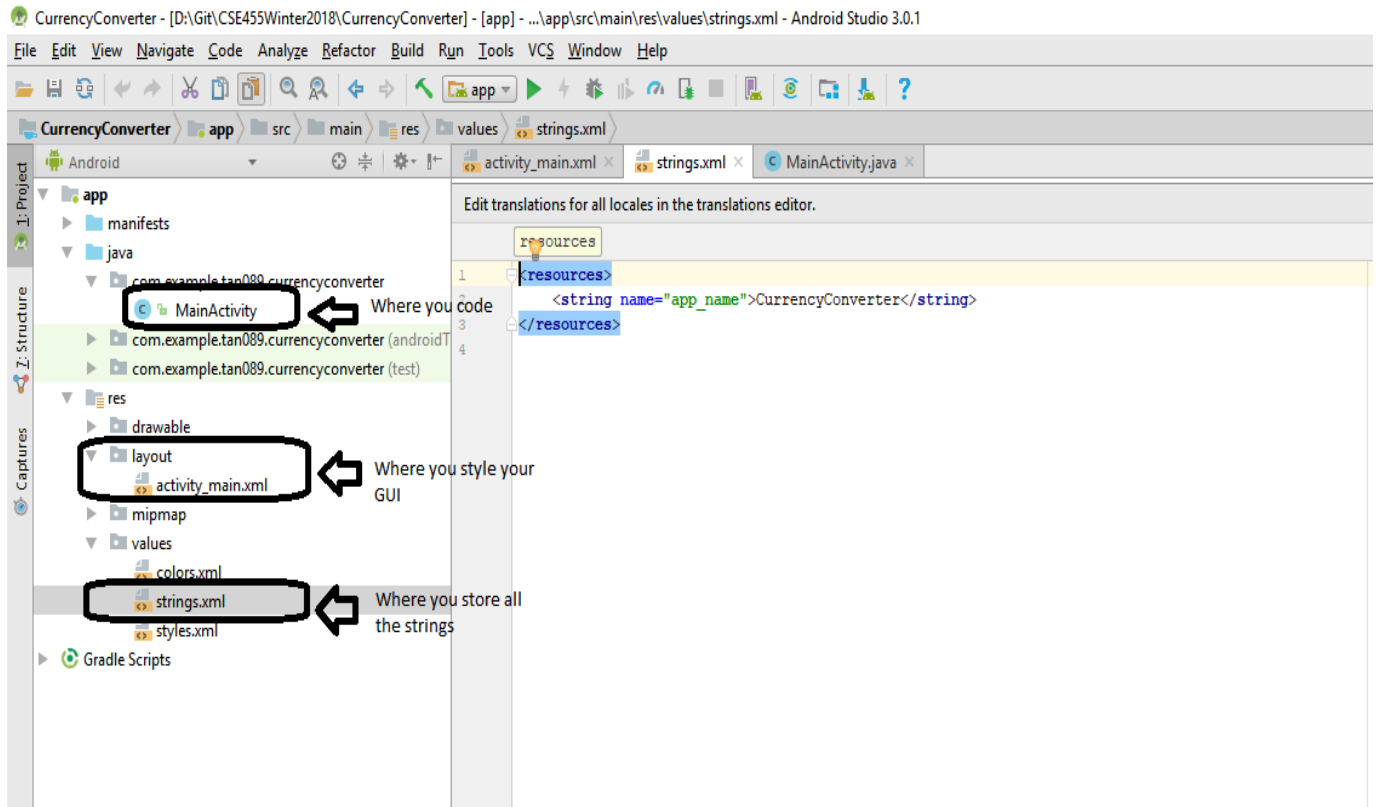 CurrencyConverter - [D:\Git\CSE455Winter2018\CurrencyConverter] - [app] - ...\app\src\main\res\values\strings.xml - Android Studio 3.0.1
File Edit View Navigate Code Analyze Refactor Build Run Tools VCS Window Help
app
CurrencyConverter app src main res values strings.xml
1: Project
7: Structure
Captures
Android
app
manifests
java
com.example.tan089.currencyconverter
MainActivity
com.example.tan089.currencyconverter (androidT
com.example.tan089.currencyconverter (test)
res
drawable
layout
activity_main.xml
mipmap
values
colors.xml
strings.xml
styles.xml
Gradle Scripts
Where you code
Where you style your
GUI
Where you store all
the strings
activity_main.xml strings.xml MainActivity.java
Edit translations for all locales in the translations editor.
resources
1 <resources>
2 <string name="app_name">CurrencyConverter</string>
3 </resources>
4